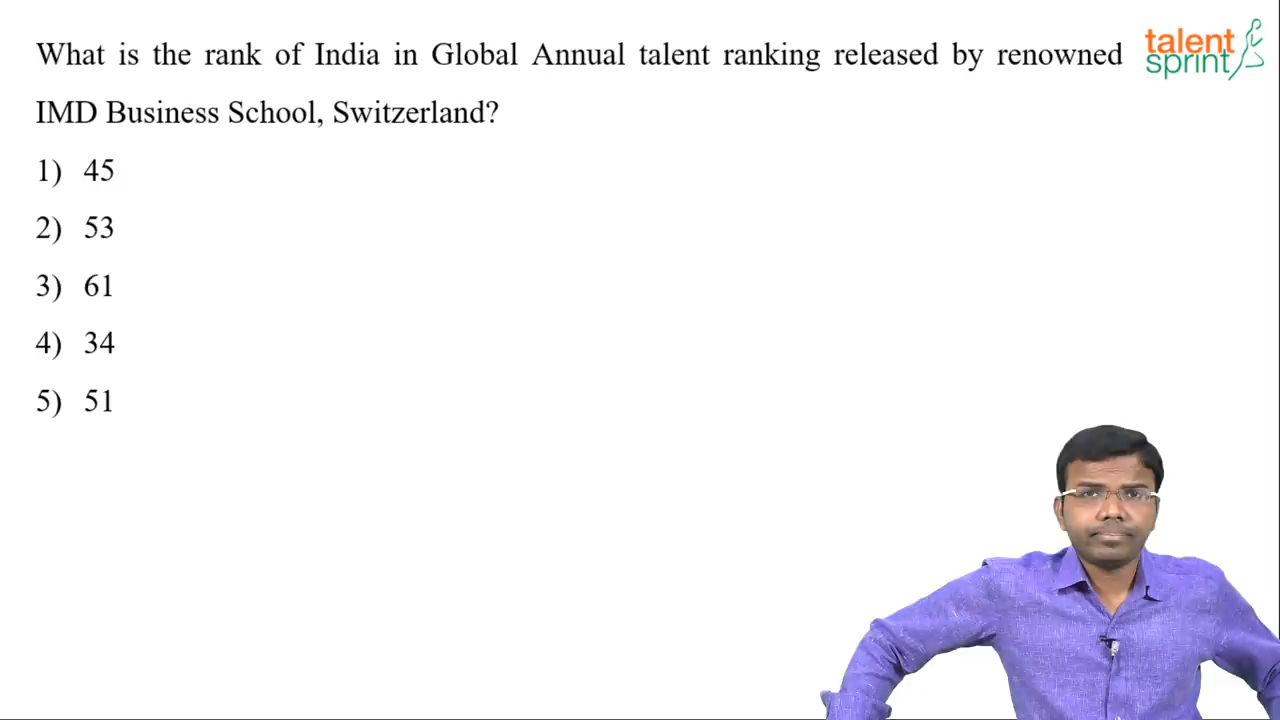 What is the rank of India in Global Annual talent ranking released by renowned
IMD Business School, Switzerland?
1) 45
2) 53
3) 61
4) 34
5) 51
talent
sprint